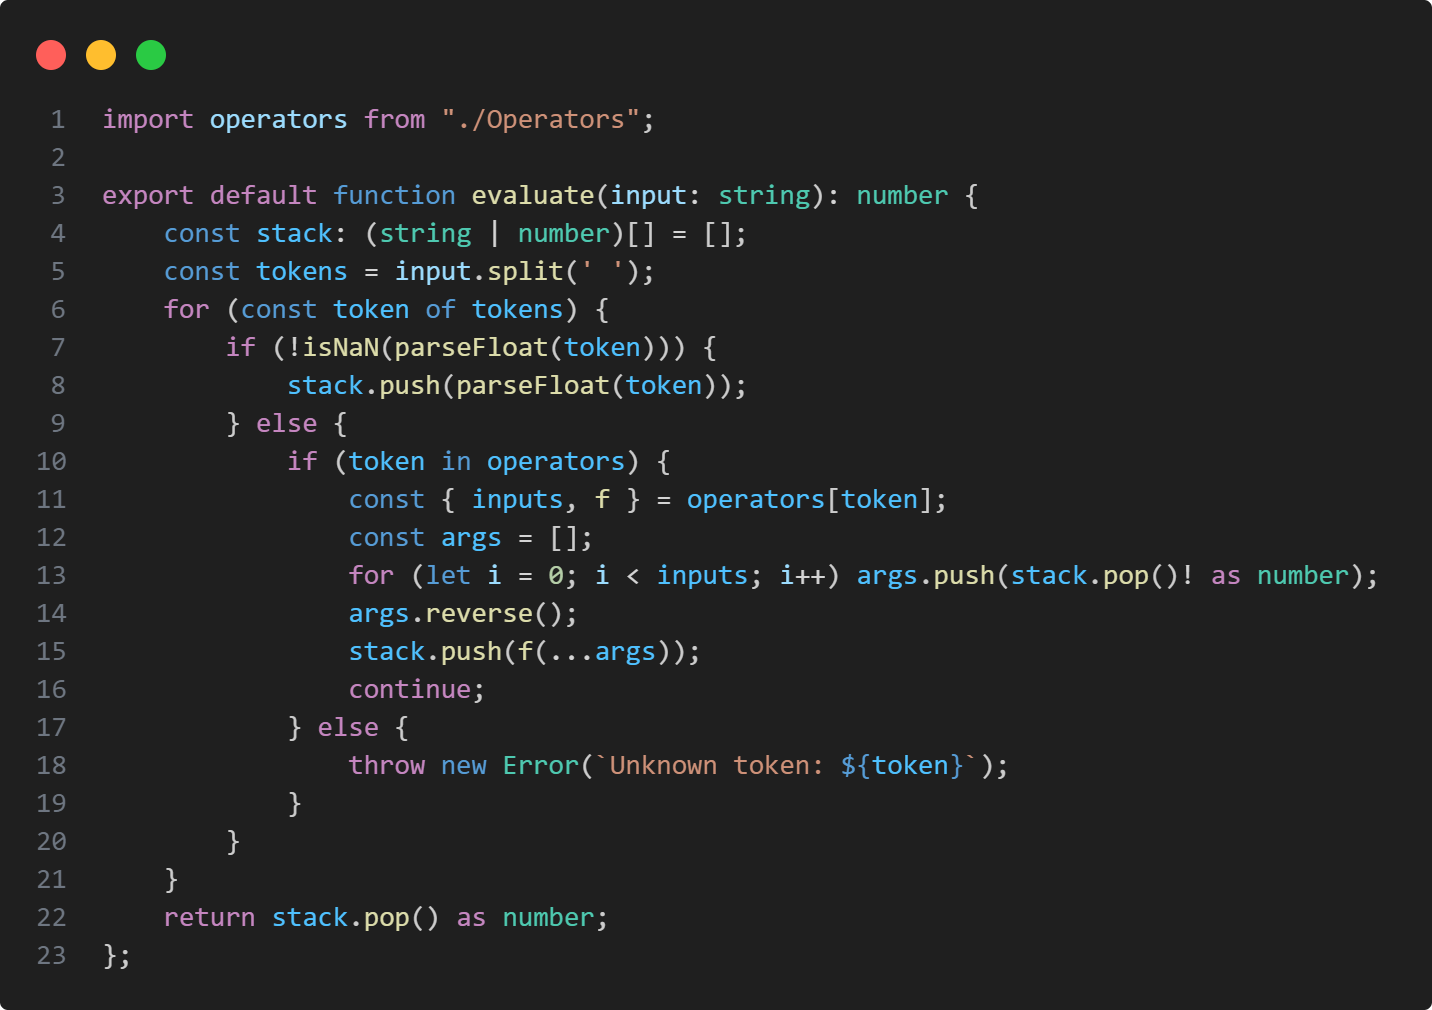 1 import operators from "./Operators";
2
3 export default function evaluate(input: string): number {
4     const stack: (string | number)[] = [];
5     const tokens = input.split(' ');
6     for (const token of tokens) {
7         if (!isNaN(parseFloat(token))) {
8             stack.push(parseFloat(token));
9         } else {
10             if (token in operators) {
11                 const { inputs, f } = operators[token];
12                 const args = [];
13                 for (let i = 0; i < inputs; i++) args.push(stack.pop()! as number);
14                 args.reverse();
15                 stack.push(f(...args));
16                 continue;
17             } else {
18                 throw new Error(`Unknown token: ${token}`);
19             }
20         }
21     }
22     return stack.pop() as number;
23 };